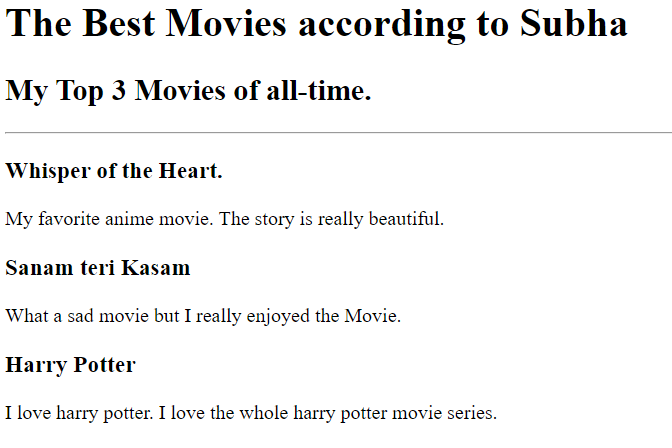 The Best Movies according to Subha
My Top 3 Movies of all-time.
Whisper of the Heart.
My favorite anime movie. The story is really beautiful.
Sanam teri Kasam
What a sad movie but I really enjoyed the Movie.
Harry Potter
I love harry potter. I love the whole harry potter movie series.